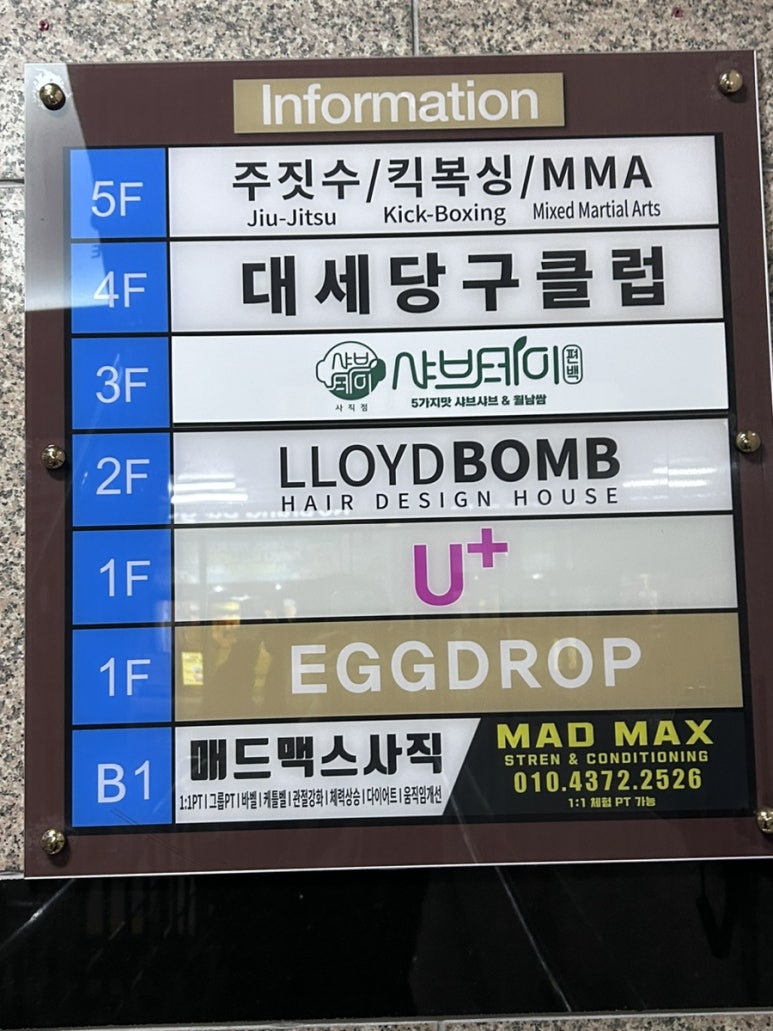 Information
5F
주짓수/킥복싱/MMA
Jiu-Jitsu Kick-Boxing Mixed Martial Arts
4F
대세당구클럽
3F
샤브데이
사직점
샤브데이 편백
5가지맛 샤브샤브 & 월남쌈
2F
LLOYDBOMB
HAIR DESIGN HOUSE
1F
U+
1F
EGGDROP
B1
매드맥스사직
1:1PT I 그룹PT I 바벨 I 케틀벨 I 관절강화 I 체력상승 I 다이어트 I 움직임개선
MAD MAX
STREN & CONDITIONING
010.4372.2526
1:1 체험 PT 가능